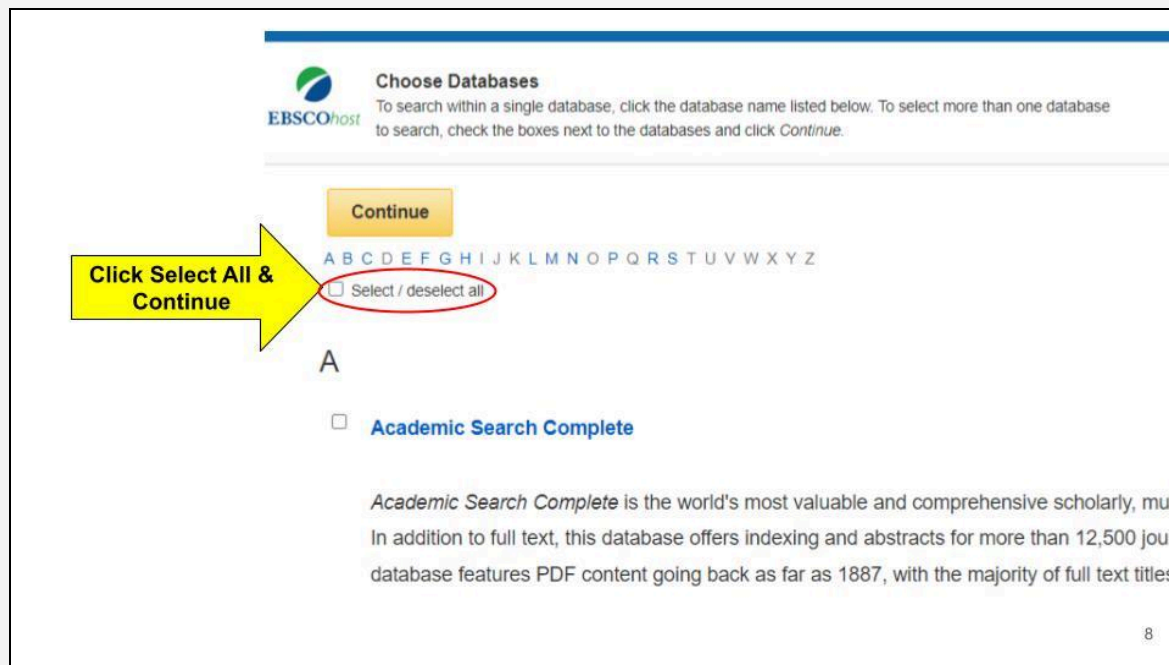 Choose Databases
To search within a single database, click the database name listed below. To select more than one database
EBSCOhost
to search, check the boxes next to the databases and click Continue.
Continue
A B C D E F G H I J K L M N O P Q R S T U V W X Y Z
Click Select All &
Continue
Select / deselect all
A
Academic Search Complete
Academic Search Complete is the world's most valuable and comprehensive scholarly, mu
In addition to full text, this database offers indexing and abstracts for more than 12,500 jou
database features PDF content going back as far as 1887, with the majority of full text titles
8